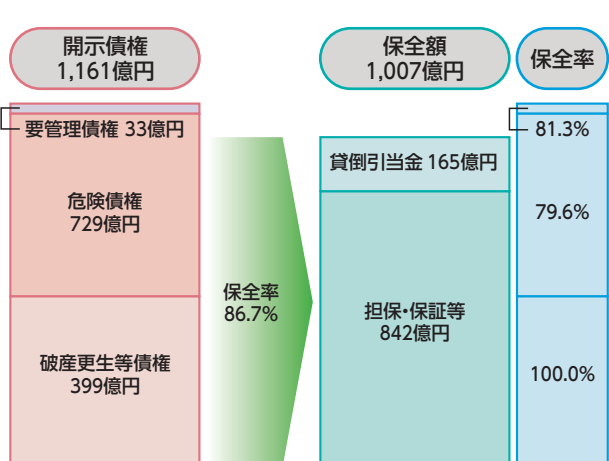 開示債権
1,161億円
要管理債権 33億円
危険債権
729億円
破産更生等債権
399億円
保全率
86.7%
保全額
1,007億円
貸倒引当金 165億円
担保・保証等
842億円
保全率
81.3%
79.6%
100.0%